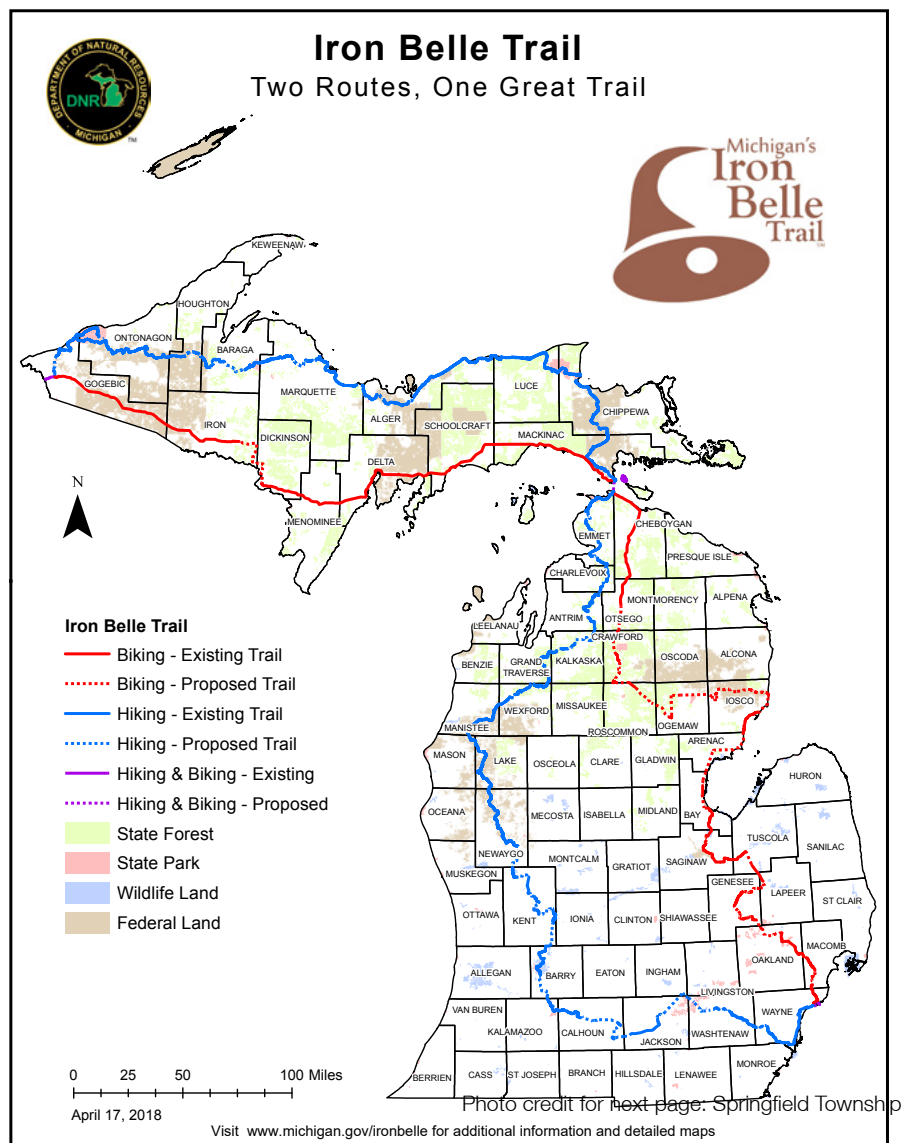 Iron Belle Trail
Two Routes, One Great Trail
DEPARTMENT OF NATURAL RESOURCES
DNR
MICHIGAN
TM
Michigan's
Iron
Belle
Trail
KEWEENAW
HOUGHTON
ONTONAGON
BARAGA
GOGEBIC
MARQUETTE
LUCE
ALGER
CHIPPEWA
IRON
SCHOOLCRAFT
DICKINSON
MACKINAC
DELTA
N
MENOMINEE
CHEBOYGAN
EMMET
PRESQUE ISLE
CHARLEVOIX
MONTMORENCY
ALPENA
ANTRIM
OTSEGO
LEELANAU
CRAWFORD
BENZIE
GRAND
TRAVERSE
KALKASKA
OSCODA
ALCONA
WEXFORD
MISSAUKEE
IOSCO
MANISTEE
ROSCOMMON
OGEMAW
ARENAC
MASON
LAKE
OSCEOLA
CLARE
GLADWIN
HURON
OCEANA
MECOSTA
ISABELLA
MIDLAND
BAY
TUSCOLA
SANILAC
NEWAYGO
MONTCALM
GRATIOT
SAGINAW
MUSKEGON
GENESEE
LAPEER
ST CLAIR
OTTAWA
KENT
IONIA
CLINTON
SHIAWASSEE
MACOMB
OAKLAND
ALLEGAN
BARRY
EATON
INGHAM
LIVINGSTON
VAN BUREN
KALAMAZOO
CALHOUN
JACKSON
WASHTENAW
WAYNE
BERRIEN
CASS
ST JOSEPH
BRANCH
HILLSDALE
LENAWEE
MONROE
Iron Belle Trail
Biking - Existing Trail
Biking - Proposed Trail
Hiking - Existing Trail
Hiking - Proposed Trail
Hiking & Biking - Existing
Hiking & Biking - Proposed
State Forest
State Park
Wildlife Land
Federal Land
0 25 50 100 Miles
April 17, 2018
Photo credit for next page: Springfield Township
Visit www.michigan.gov/ironbelle for additional information and detailed maps